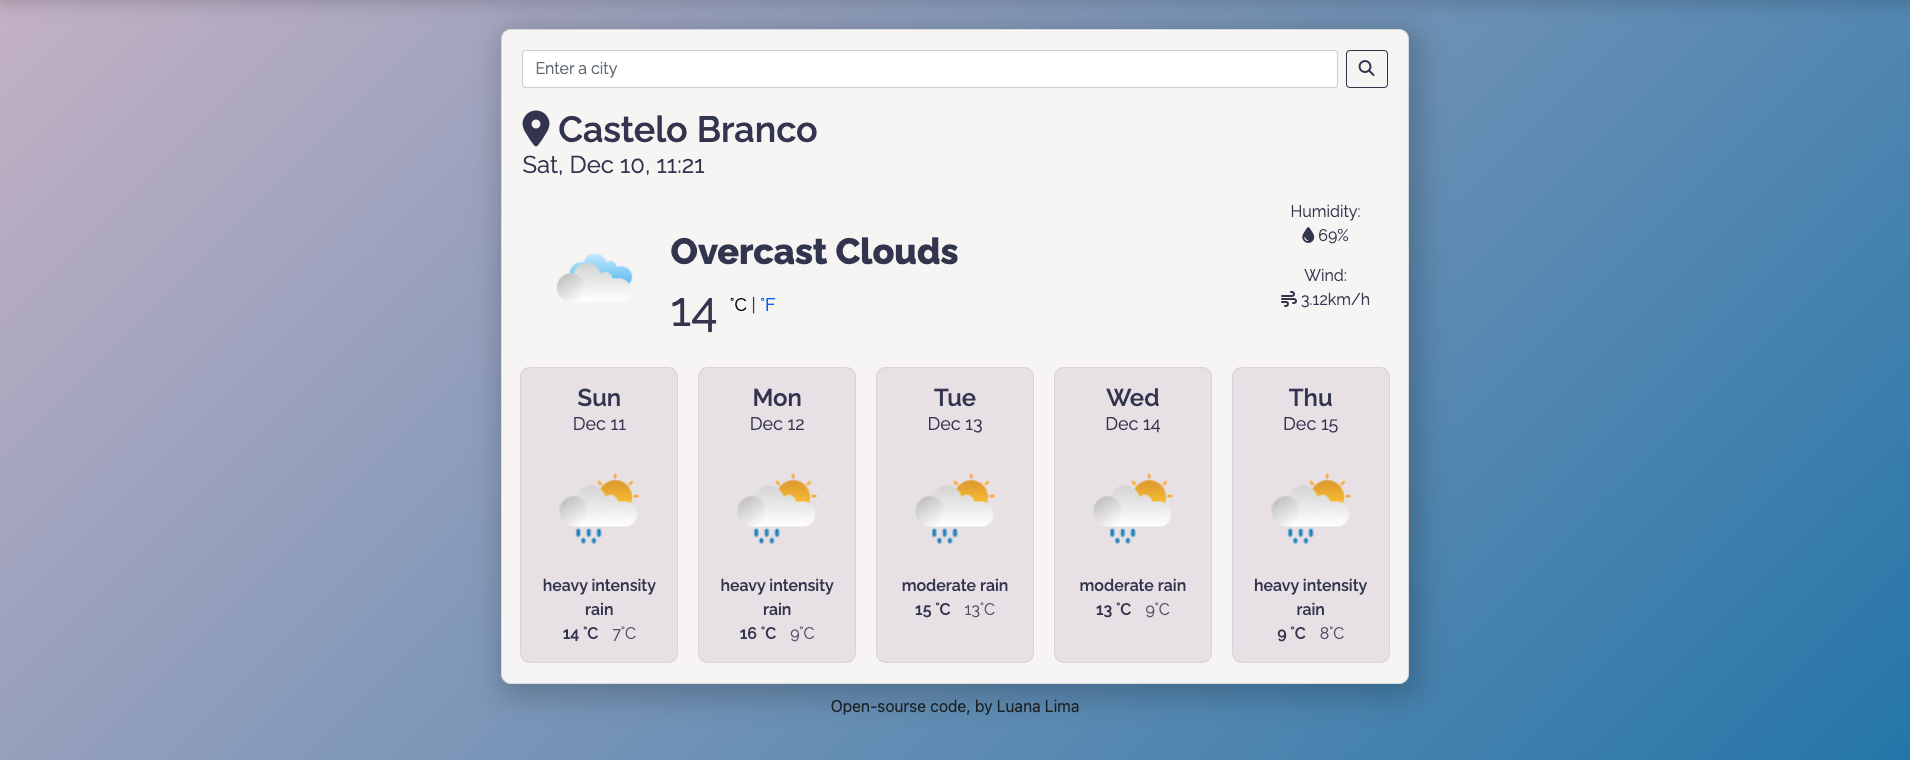 Enter a city
Castelo Branco
Sat, Dec 10, 11:21
Humidity:
69%
Wind:
3.12km/h
Overcast Clouds
14 °C | °F
Sun
Dec 11
heavy intensity
rain
14 °C 7°C
Mon
Dec 12
heavy intensity
rain
16 °C 9°C
Tue
Dec 13
moderate rain
15 °C 13°C
Wed
Dec 14
moderate rain
13 °C 9°C
Thu
Dec 15
heavy intensity
rain
9 °C 8°C
Open-sourse code, by Luana Lima